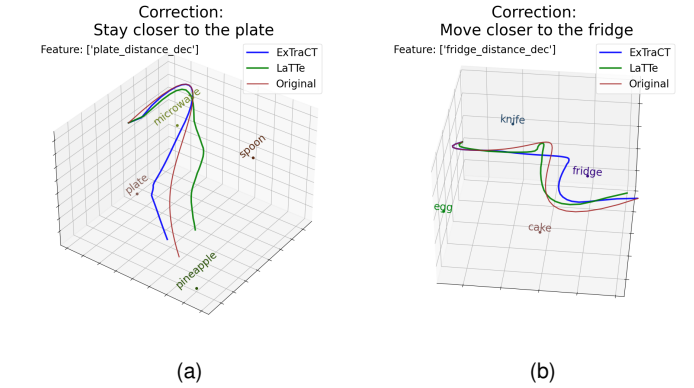 Correction:
Stay closer to the plate
Feature: ['plate_distance_dec']
ExTraCT
LaTTe
Original
microwave
spoon
plate
pineapple
(a)
Correction:
Move closer to the fridge
Feature: ['fridge_distance_dec']
ExTraCT
LaTTe
Original
knife
fridge
egg
cake
(b)